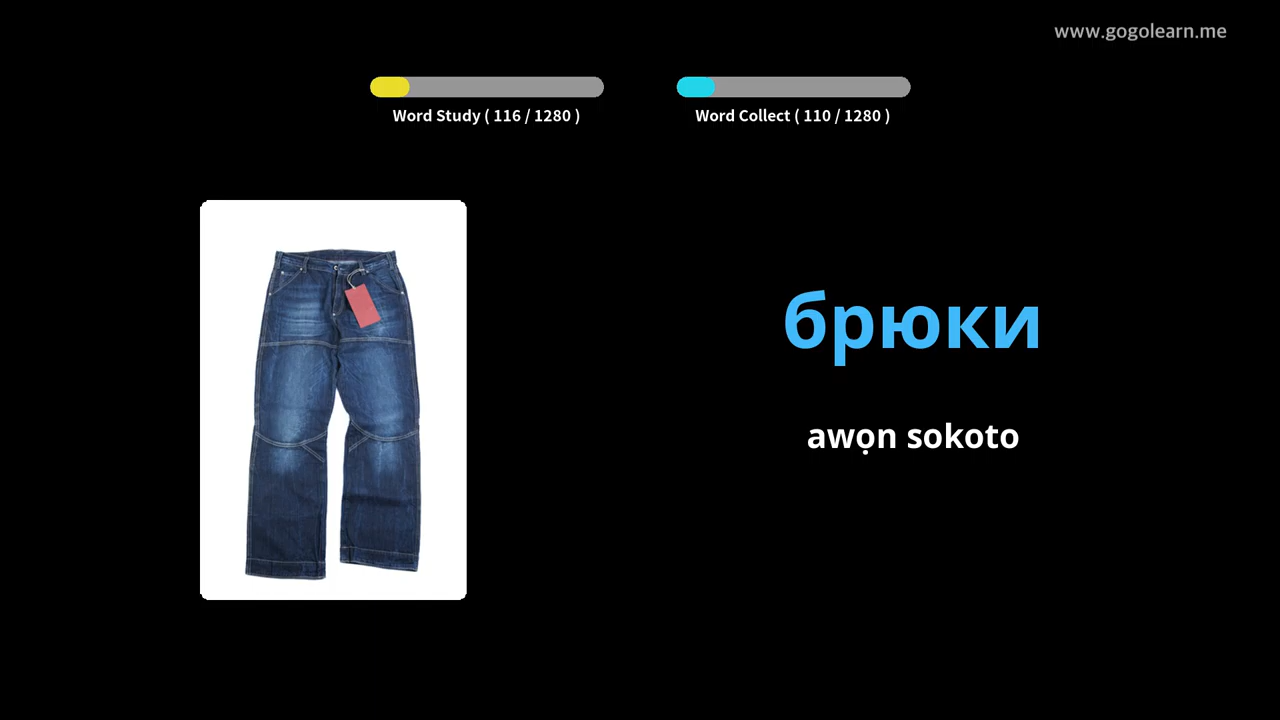 www.gogolearn.me
Word Study ( 116 / 1280 )
Word Collect ( 110 / 1280 )
брюки
awọn sokoto